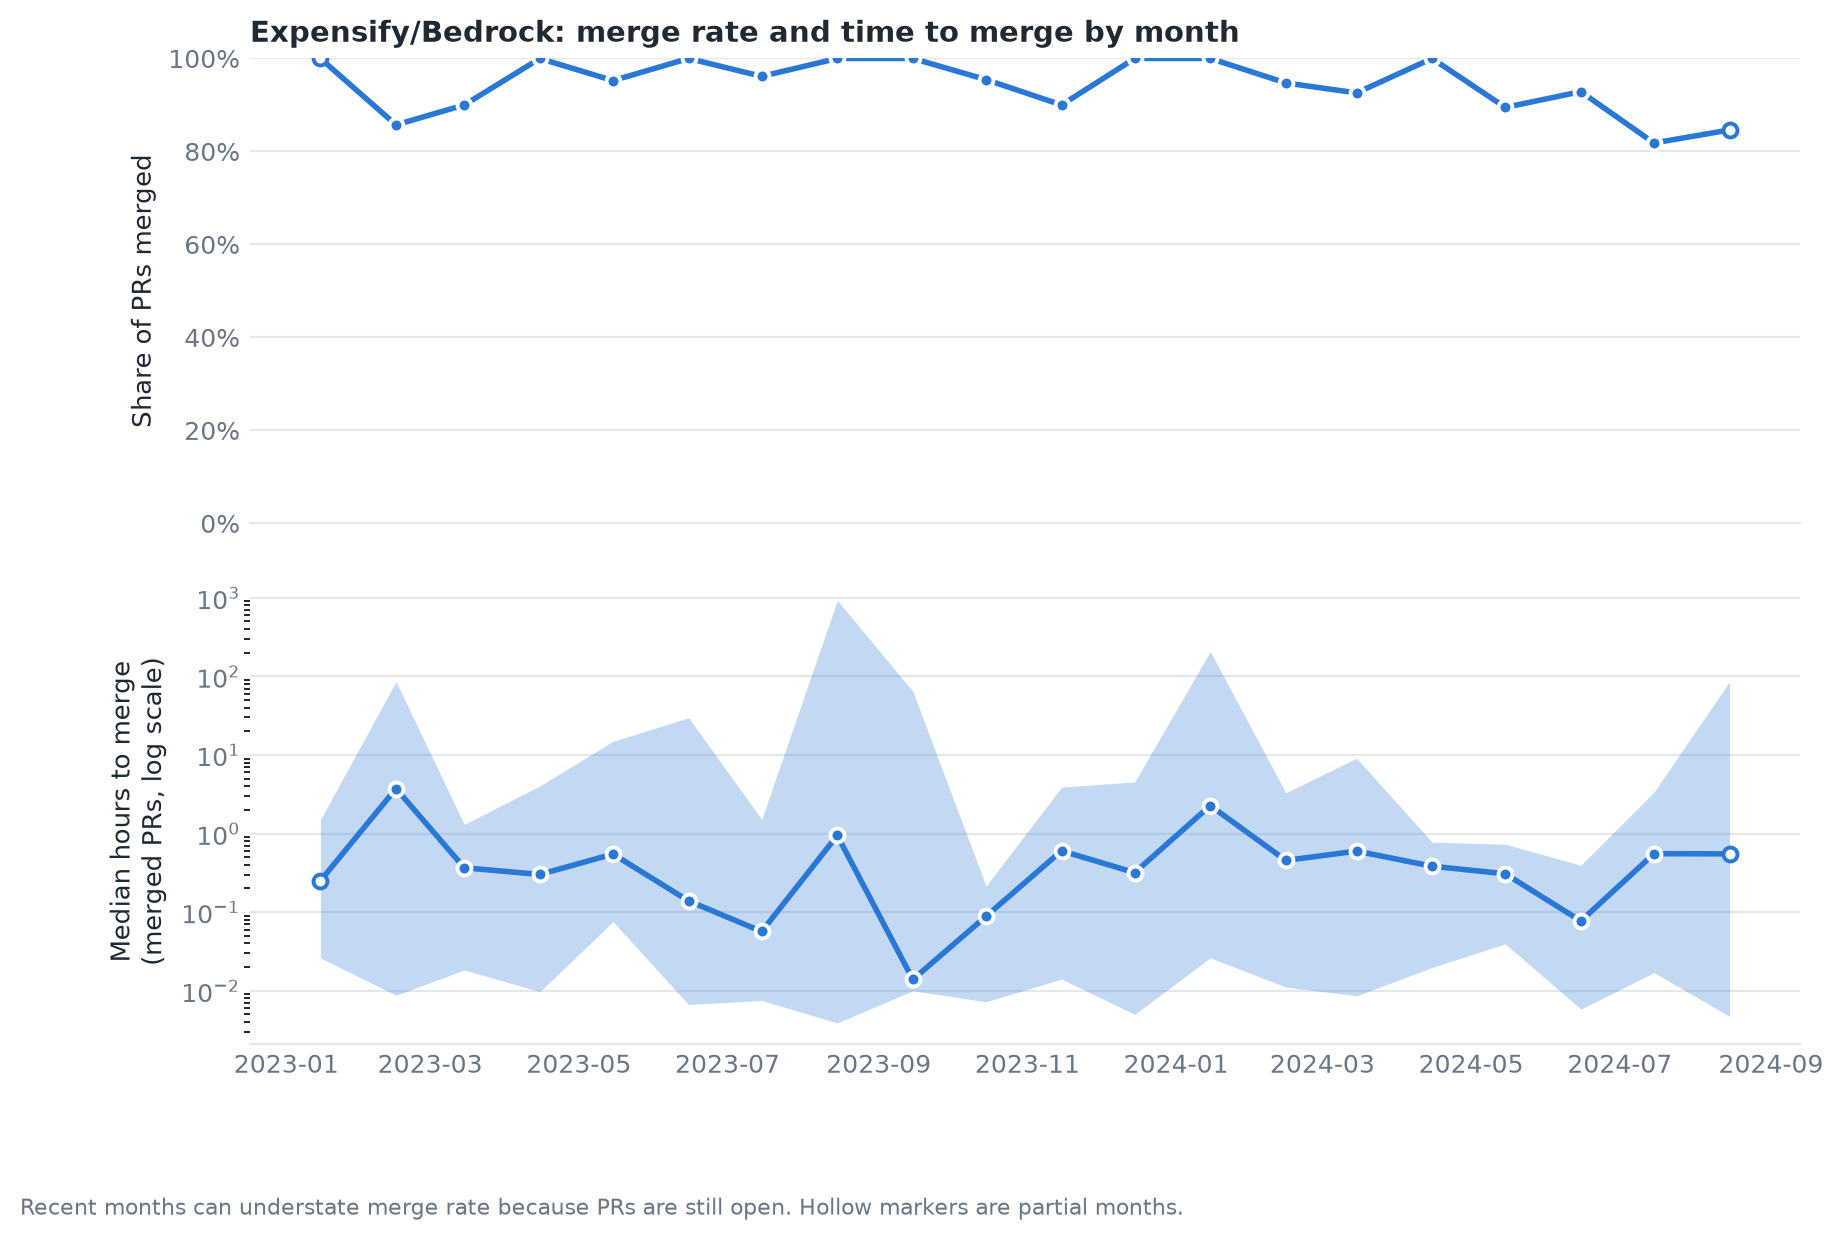 Expensify/Bedrock: merge rate and time to merge by month
Share of PRs merged
100%
80%
60%
40%
20%
0%
Median hours to merge
(merged PRs, log scale)
10³
10²
10¹
10⁰
10⁻¹
10⁻²
2023-01 2023-03 2023-05 2023-07 2023-09 2023-11 2024-01 2024-03 2024-05 2024-07 2024-09
Recent months can understate merge rate because PRs are still open. Hollow markers are partial months.